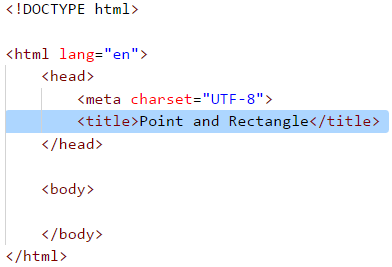 <!DOCTYPE html>
<html lang="en">
<head>
<meta charset="UTF-8">
<title>Point and Rectangle</title>
</head>
<body>
</body>
</html>